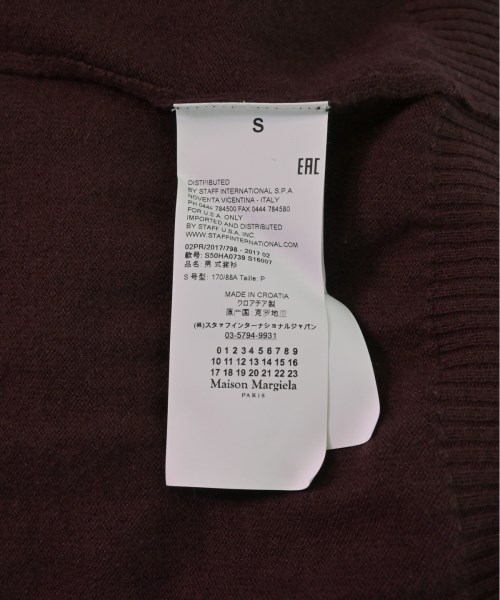 S
EAC
DISTRIBUTED
BY STAFF INTERNATIONAL S.P.A.
NOVENTA VICENTINA - ITALY
PH 0444 784500 FAX 0444 784580
FOR U.S.A. ONLY
IMPORTED AND DISTRIBUTED
BY STAFF U.S.A. INC.
WWW.STAFFINTERNATIONAL.COM
02PR/2017/798 - 2017 02
款号: S50HA0739 S16007
品名: 男式套衫
S 号型: 170/88A Taille: P
MADE IN CROATIA
クロアチア製
原产国: 克罗地亚
(株)スタッフインターナショナルジャパン
03-5794-9931
0 1 2 3 4 5 6 7 8 9
10 11 12 13 14 15 16
17 18 19 20 21 22 23
Maison Margiela
PARIS